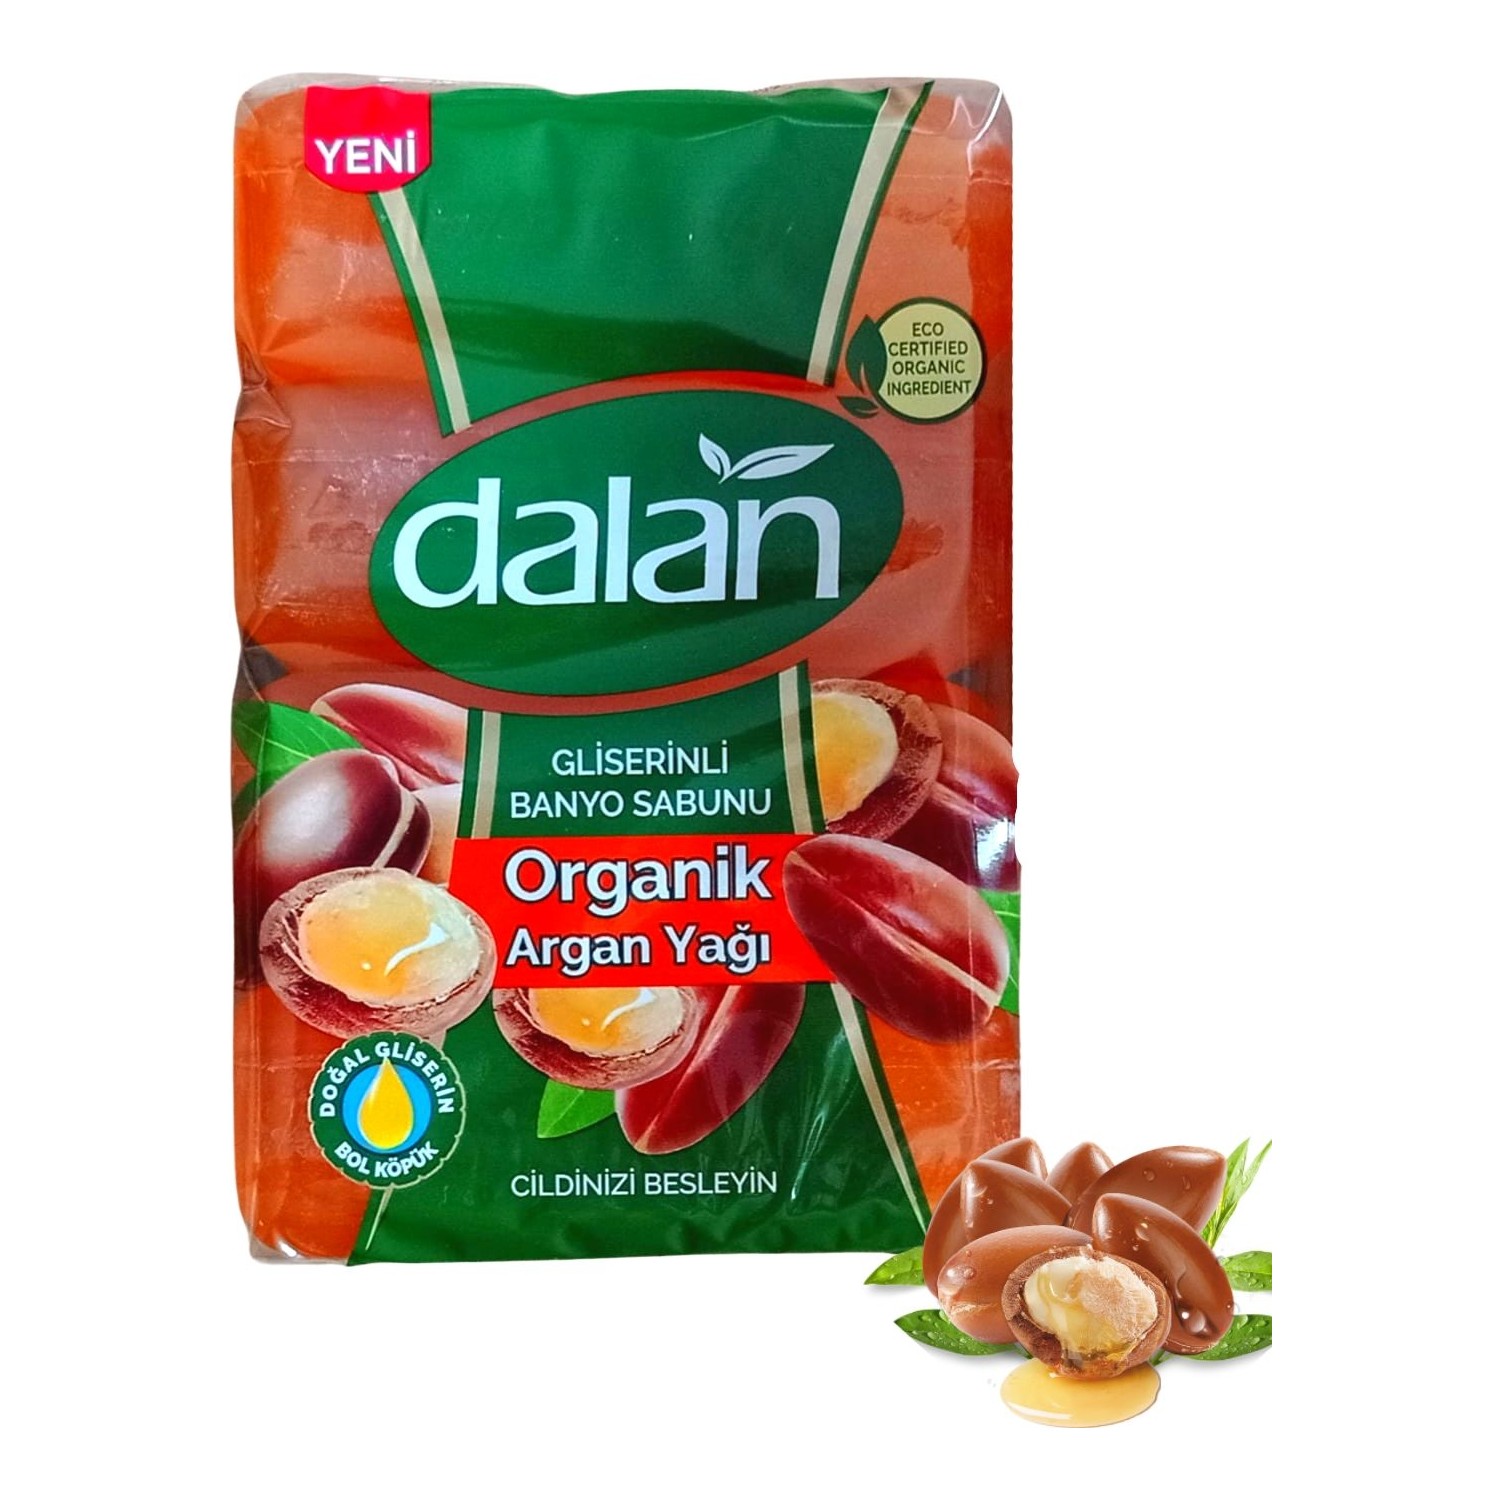 YENİ
ECO
CERTIFIED
ORGANIC
INGREDIENT
dalan
GLİSERİNLİ
BANYO SABUNU
Organik
Argan Yağı
DOĞAL GLİSERİN
BOL KÖPÜK
CİLDİNİZİ BESLEYİN